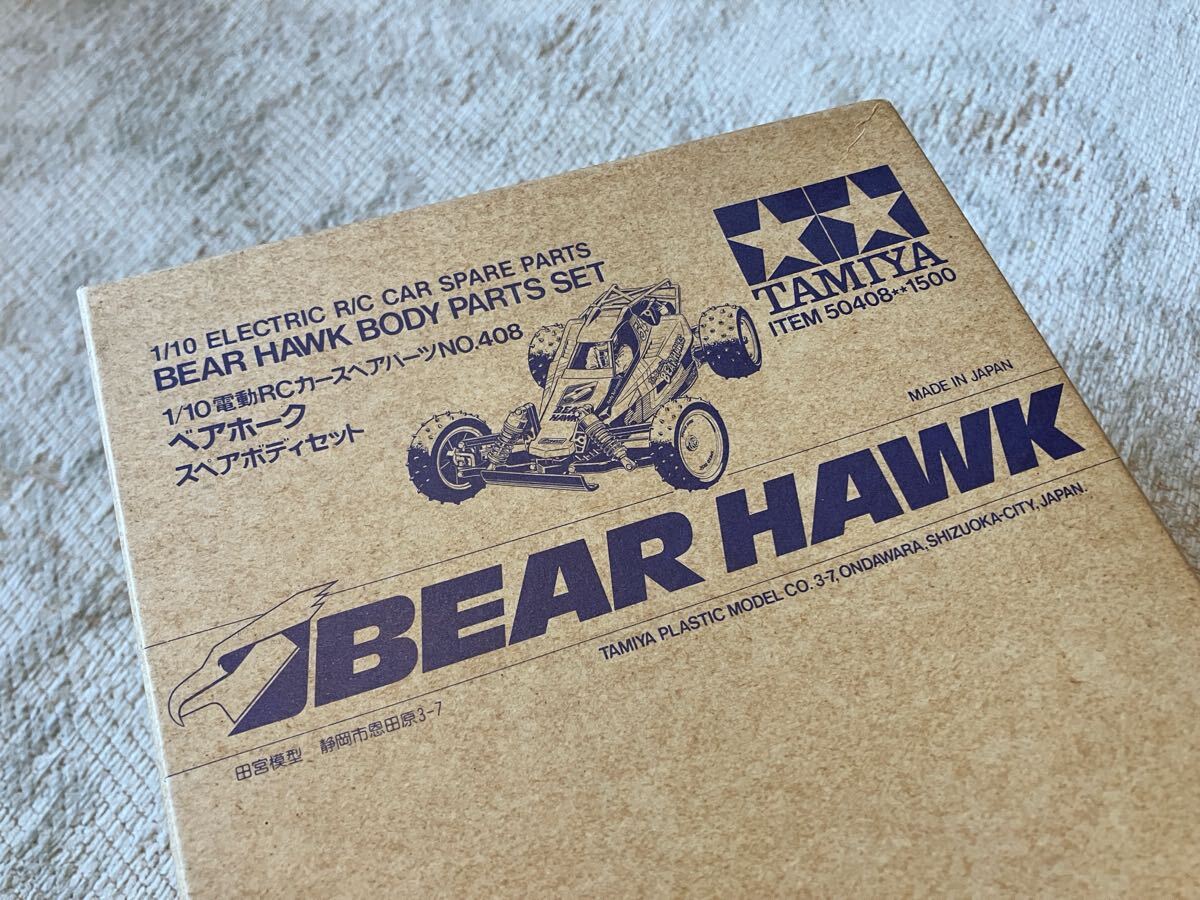 1/10 ELECTRIC R/C CAR SPARE PARTS
BEAR HAWK BODY PARTS SET
1/10電動RCカースペアパーツNO.408
ベアホーク
スペアボディセット
TAMIYA
ITEM 50408**1500
BEAR
HAWK
MADE IN JAPAN
BEAR HAWK
TAMIYA PLASTIC MODEL CO. 3-7, ONDAWARA, SHIZUOKA-CITY, JAPAN.
田宮模型 静岡市恩田原3-7